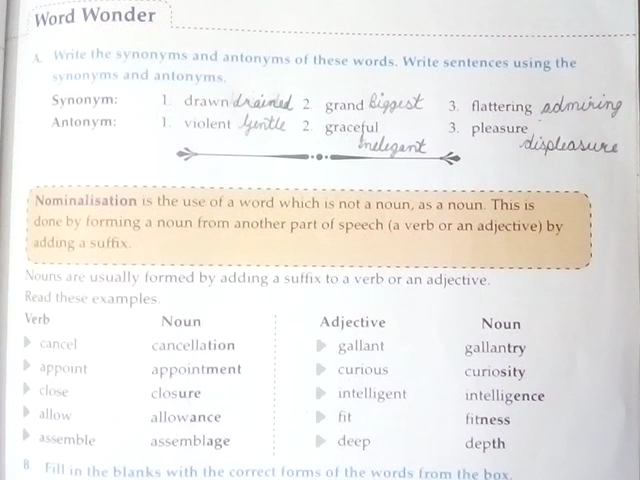 Word Wonder
A. Write the synonyms and antonyms of these words. Write sentences using the
synonyms and antonyms.
Synonym: 1. drawn drained 2. grand Biggest 3. flattering admiring
Antonym: 1. violent Gentle 2. graceful Inelegant 3. pleasure displeasure
Nominalisation is the use of a word which is not a noun, as a noun. This is
done by forming a noun from another part of speech (a verb or an adjective) by
adding a suffix.
Nouns are usually formed by adding a suffix to a verb or an adjective.
Read these examples.
Verb Noun Adjective Noun
cancel cancellation gallant gallantry
appoint appointment curious curiosity
close closure intelligent intelligence
allow allowance fit fitness
assemble assemblage deep depth
B. Fill in the blanks with the correct forms of the words from the box.